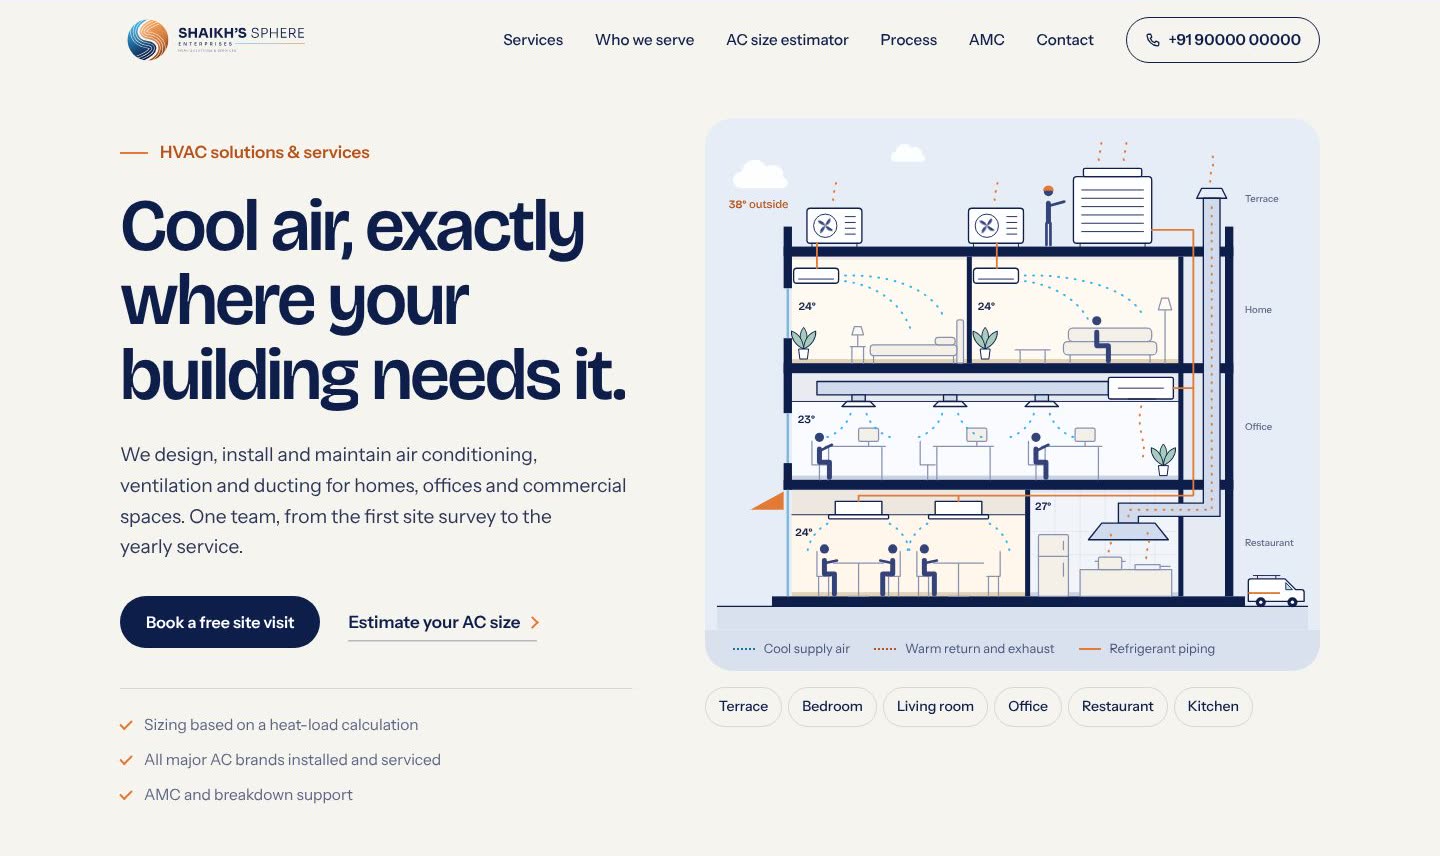 SHAIKH'S SPHERE
ENTERPRISES
Services
Who we serve
AC size estimator
Process
AMC
Contact
+91 90000 00000
HVAC solutions & services
Cool air, exactly
where your
building needs it.
We design, install and maintain air conditioning,
ventilation and ducting for homes, offices and commercial
spaces. One team, from the first site survey to the
yearly service.
Book a free site visit
Estimate your AC size
Sizing based on a heat-load calculation
All major AC brands installed and serviced
AMC and breakdown support
38° outside
Terrace
24°
24°
Home
23°
Office
24°
27°
Restaurant
Cool supply air
Warm return and exhaust
Refrigerant piping
Terrace
Bedroom
Living room
Office
Restaurant
Kitchen